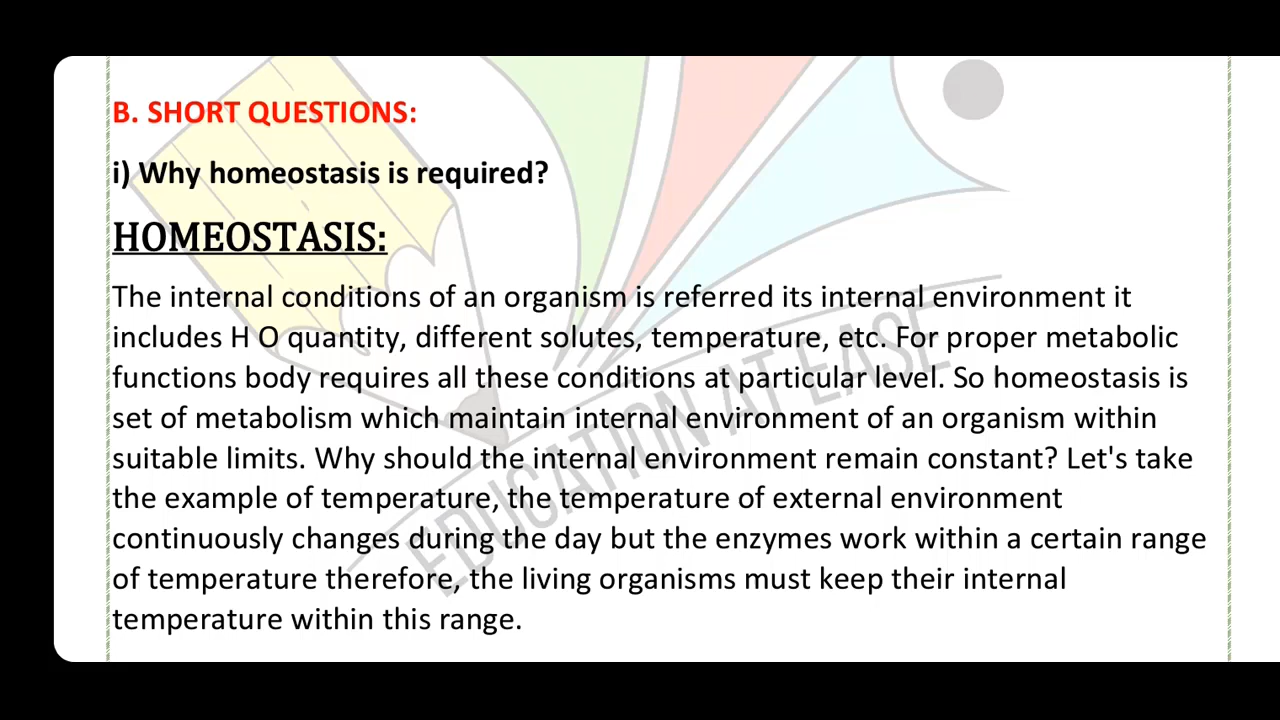 B. SHORT QUESTIONS:
i) Why homeostasis is required?
HOMEOSTASIS:
The internal conditions of an organism is referred its internal environment it
includes H O quantity, different solutes, temperature, etc. For proper metabolic
functions body requires all these conditions at particular level. So homeostasis is
set of metabolism which maintain internal environment of an organism within
suitable limits. Why should the internal environment remain constant? Let's take
the example of temperature, the temperature of external environment
continuously changes during the day but the enzymes work within a certain range
of temperature therefore, the living organisms must keep their internal
temperature within this range.
EDUCATION AT EASE